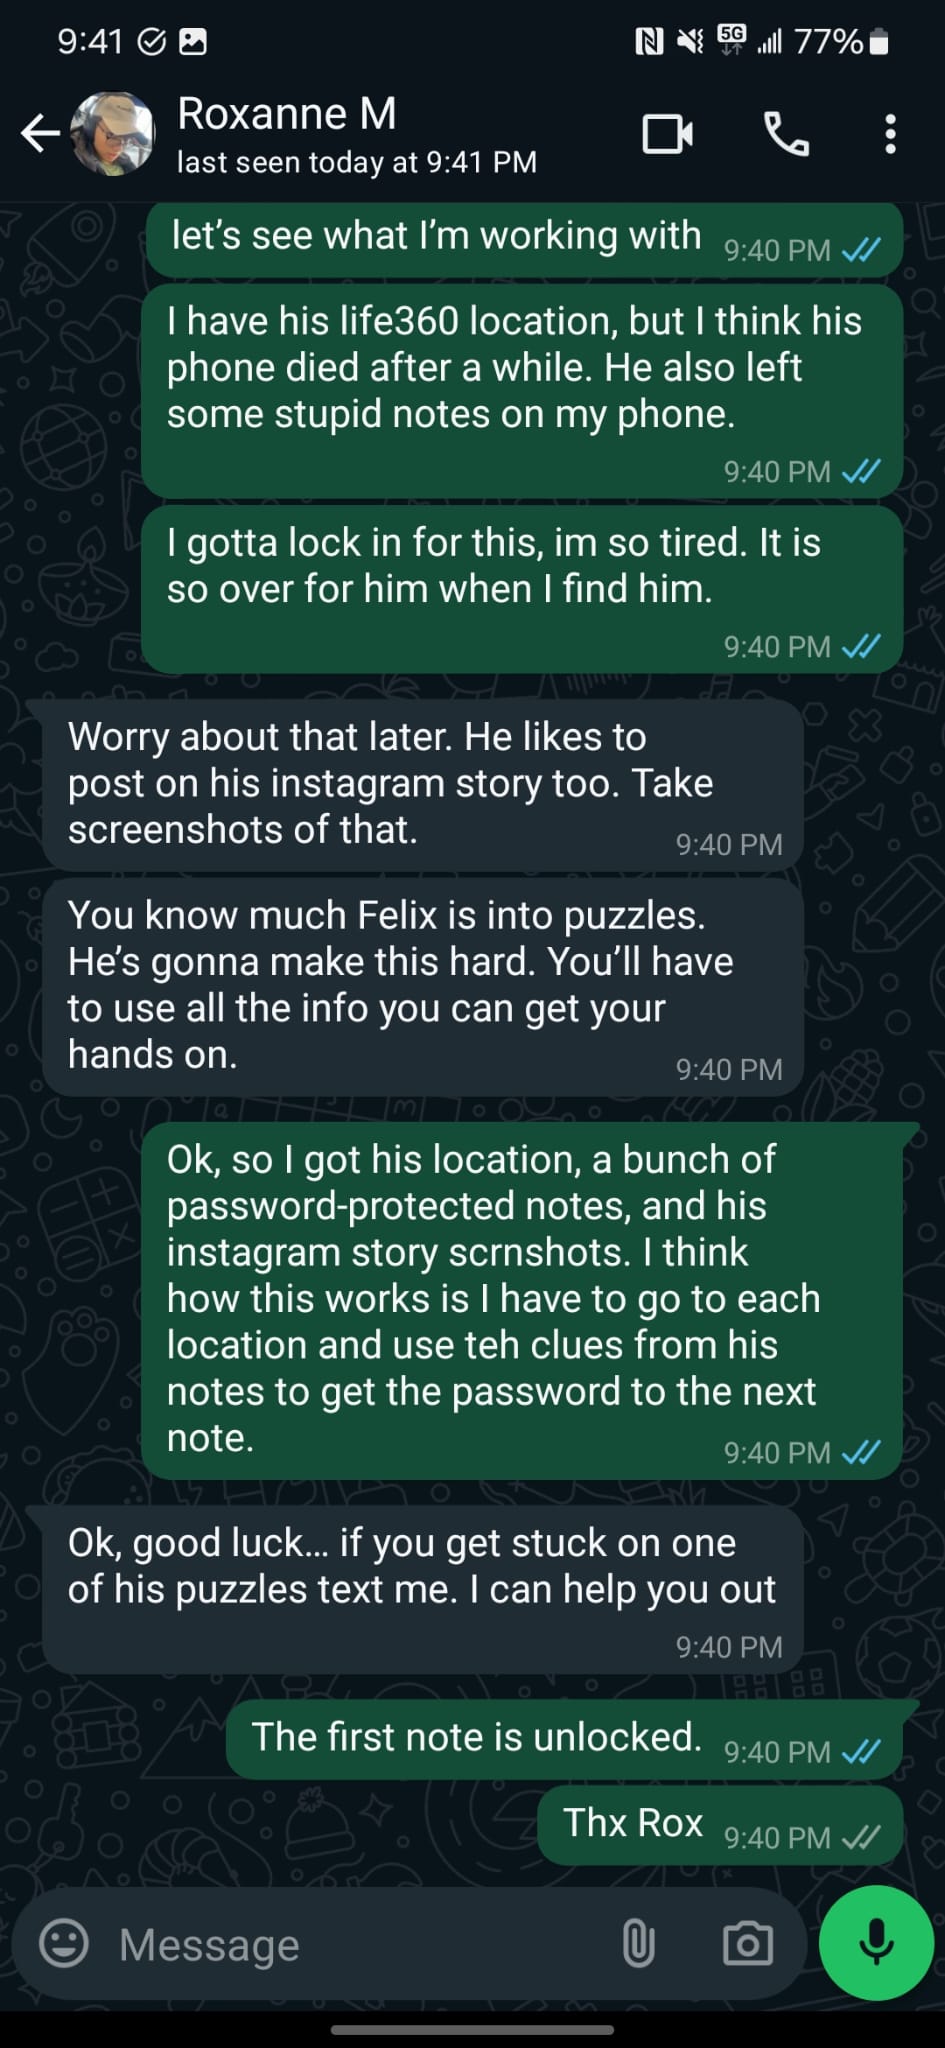 9:41
5G
77%
Roxanne M
last seen today at 9:41 PM
let’s see what I’m working with
9:40 PM
I have his life360 location, but I think his
phone died after a while. He also left
some stupid notes on my phone.
9:40 PM
I gotta lock in for this, im so tired. It is
so over for him when I find him.
9:40 PM
Worry about that later. He likes to
post on his instagram story too. Take
screenshots of that.
9:40 PM
You know much Felix is into puzzles.
He’s gonna make this hard. You’ll have
to use all the info you can get your
hands on.
9:40 PM
Ok, so I got his location, a bunch of
password-protected notes, and his
instagram story scrnshots. I think
how this works is I have to go to each
location and use teh clues from his
notes to get the password to the next
note.
9:40 PM
Ok, good luck… if you get stuck on one
of his puzzles text me. I can help you out
9:40 PM
The first note is unlocked.
9:40 PM
Thx Rox
9:40 PM
Message